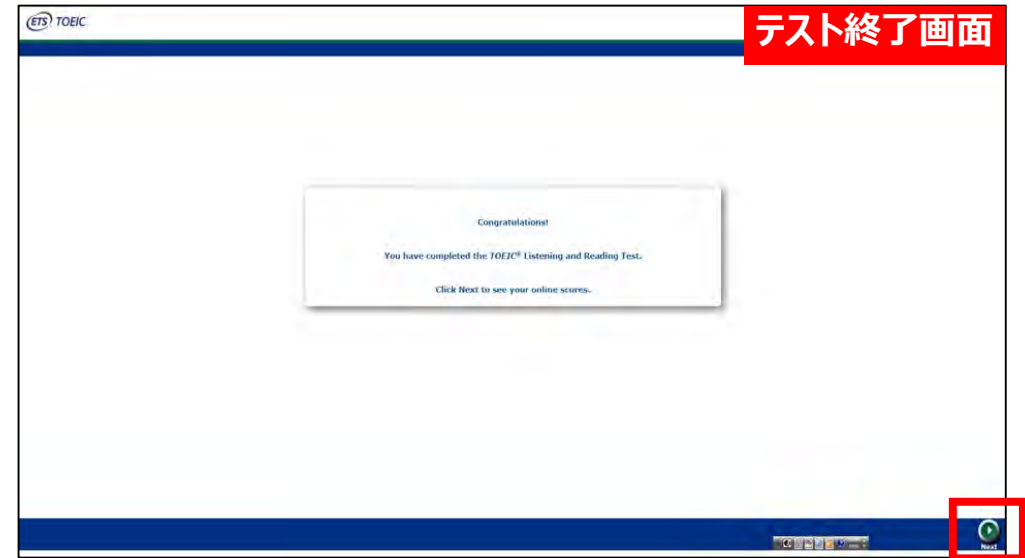 ETS TOEIC
テスト終了画面
Congratulations!
You have completed the TOEIC® Listening and Reading Test.
Click Next to see your online scores.
Next